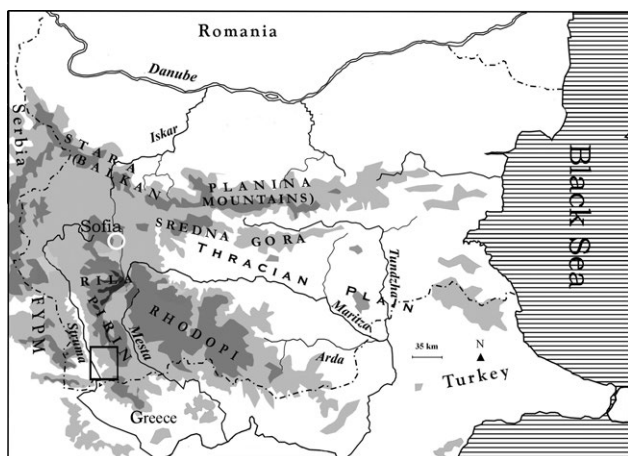 Romania
Danube
Iskar
Serbia
STARA
(BALKAN
PLANINA
MOUNTAINS)
Sofia
SREDNA GORA
THRACIAN
PLAN
Tundzha
Maritza
Black Sea
RILA
PIRIN
RHODOPI
FYPM
Struma
Mesta
Arda
35 km
N
Turkey
Greece